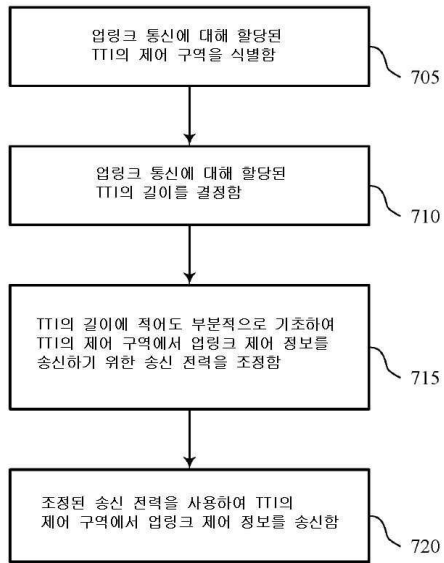 업링크 통신에 대해 할당된
TTI의 제어 구역을 식별함
705
업링크 통신에 대해 할당된
TTI의 길이를 결정함
710
TTI의 길이에 적어도 부분적으로 기초하여
TTI의 제어 구역에서 업링크 제어 정보를
송신하기 위한 송신 전력을 조정함
715
조정된 송신 전력을 사용하여 TTI의
제어 구역에서 업링크 제어 정보를 송신함
720